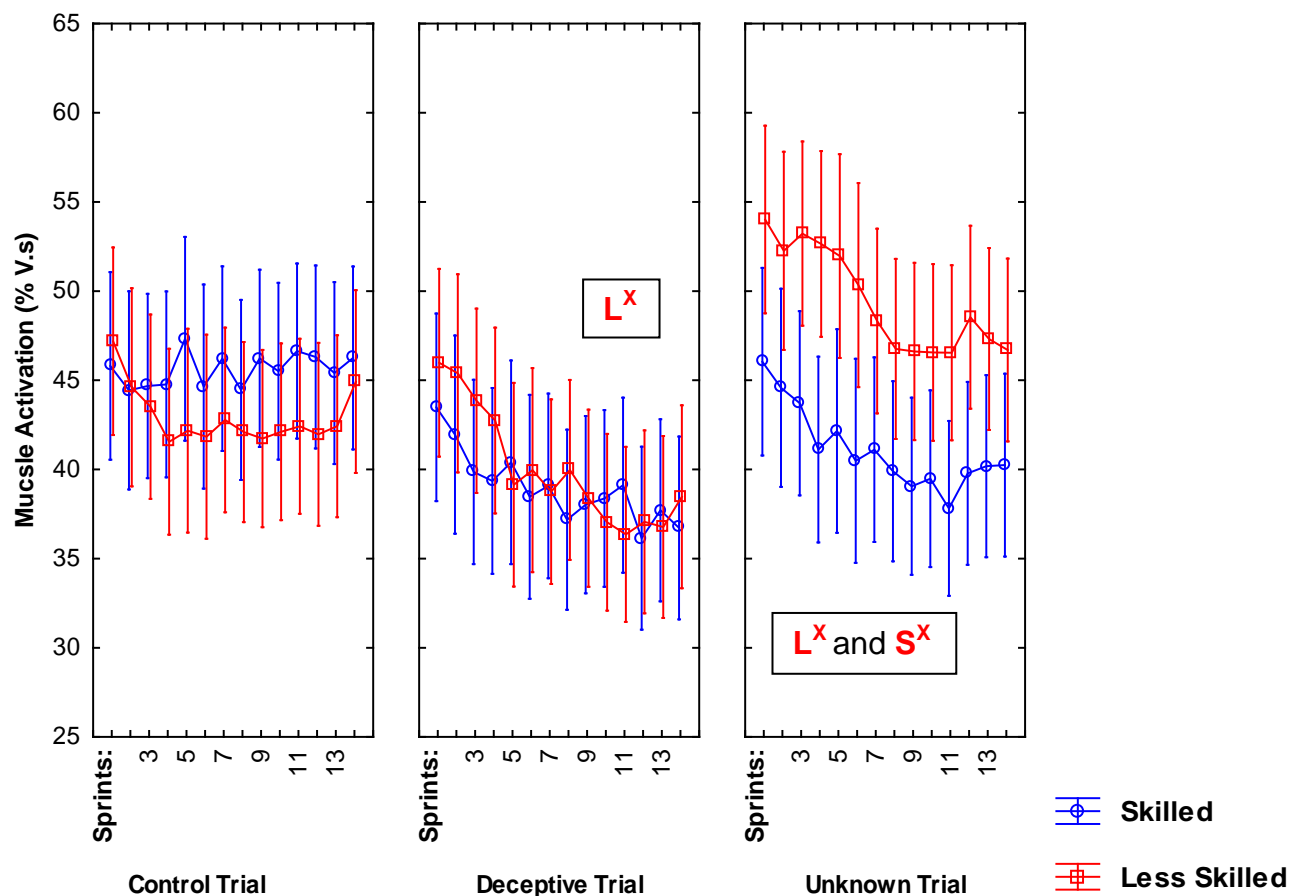 65
60
55
50
45
40
35
30
25
Mucsle Activation (% V.s)
L^X
L^X and S^X
Sprints: 3 5 7 9 11 13
Sprints: 3 5 7 9 11 13
Sprints: 3 5 7 9 11 13
Control Trial
Deceptive Trial
Unknown Trial
Skilled
Less Skilled